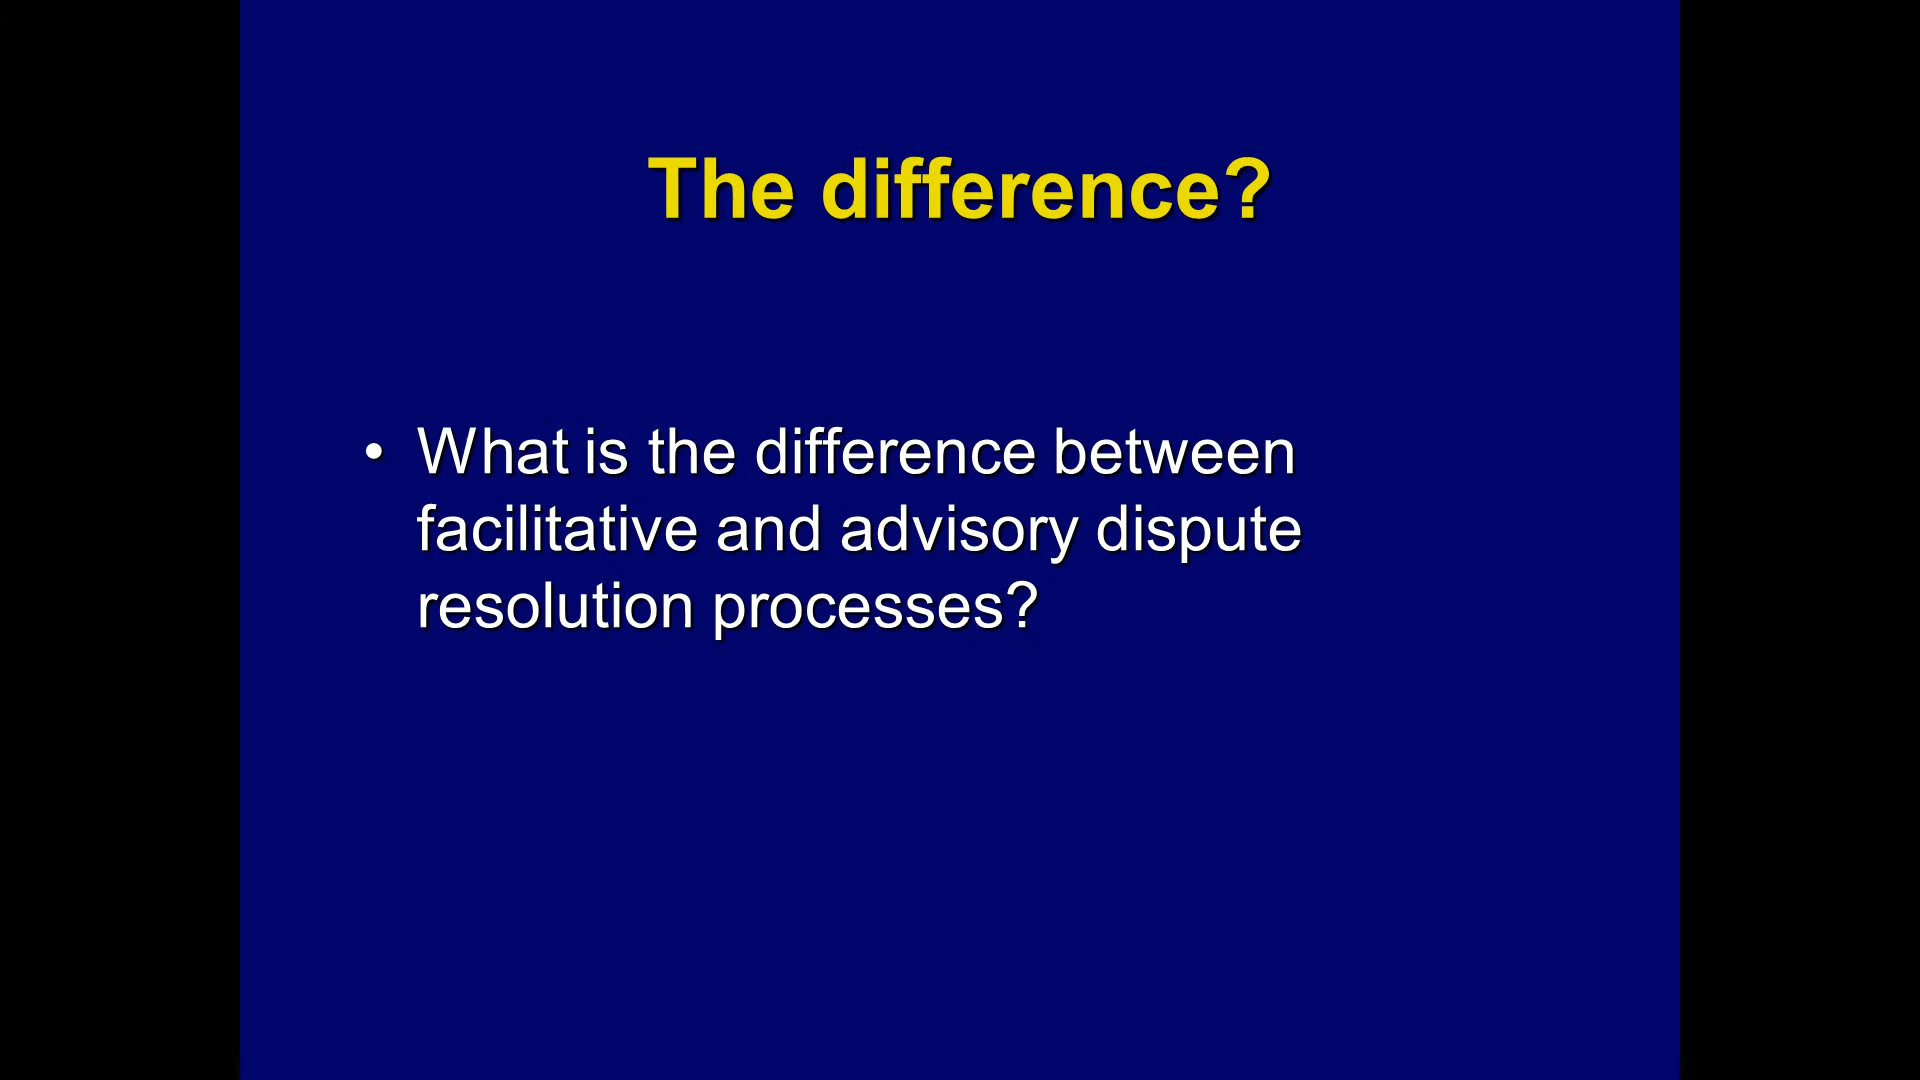 The difference?
• What is the difference between
facilitative and advisory dispute
resolution processes?